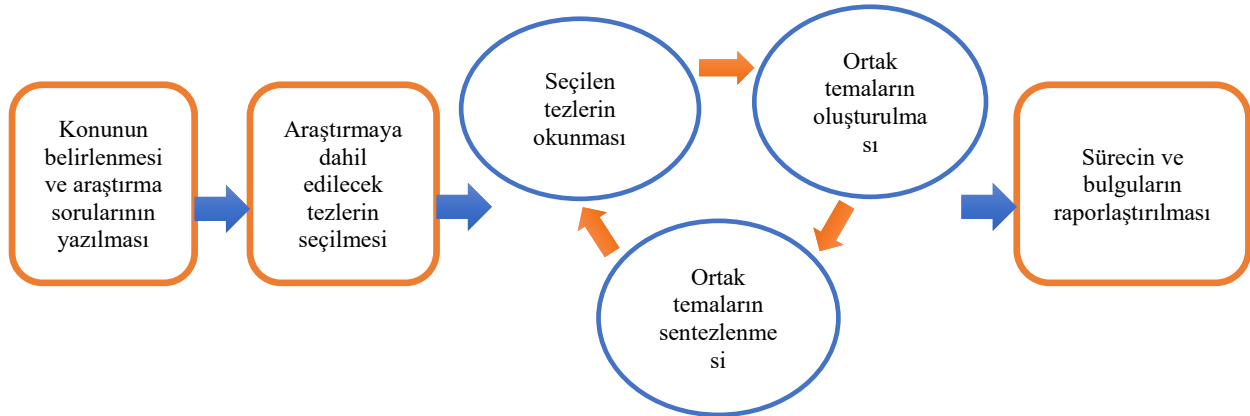 Konunun
belirlenmesi
ve araştırma
sorularının
yazılması
Araştırmaya
dahil
edilecek
tezlerin
seçilmesi
Seçilen
tezlerin
okunması
Ortak
temaların
oluşturulma
sı
Ortak
temaların
sentezlenme
si
Sürecin ve
bulguların
raporlaştırılması